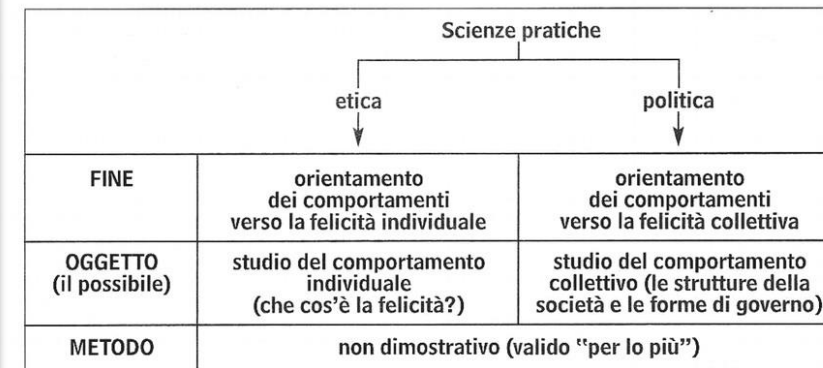 Scienze pratiche
etica
politica
FINE
orientamento
dei comportamenti
verso la felicità individuale
orientamento
dei comportamenti
verso la felicità collettiva
OGGETTO
(il possibile)
studio del comportamento
individuale
(che cos'è la felicità?)
studio del comportamento
collettivo (le strutture della
società e le forme di governo)
METODO
non dimostrativo (valido "per lo più")